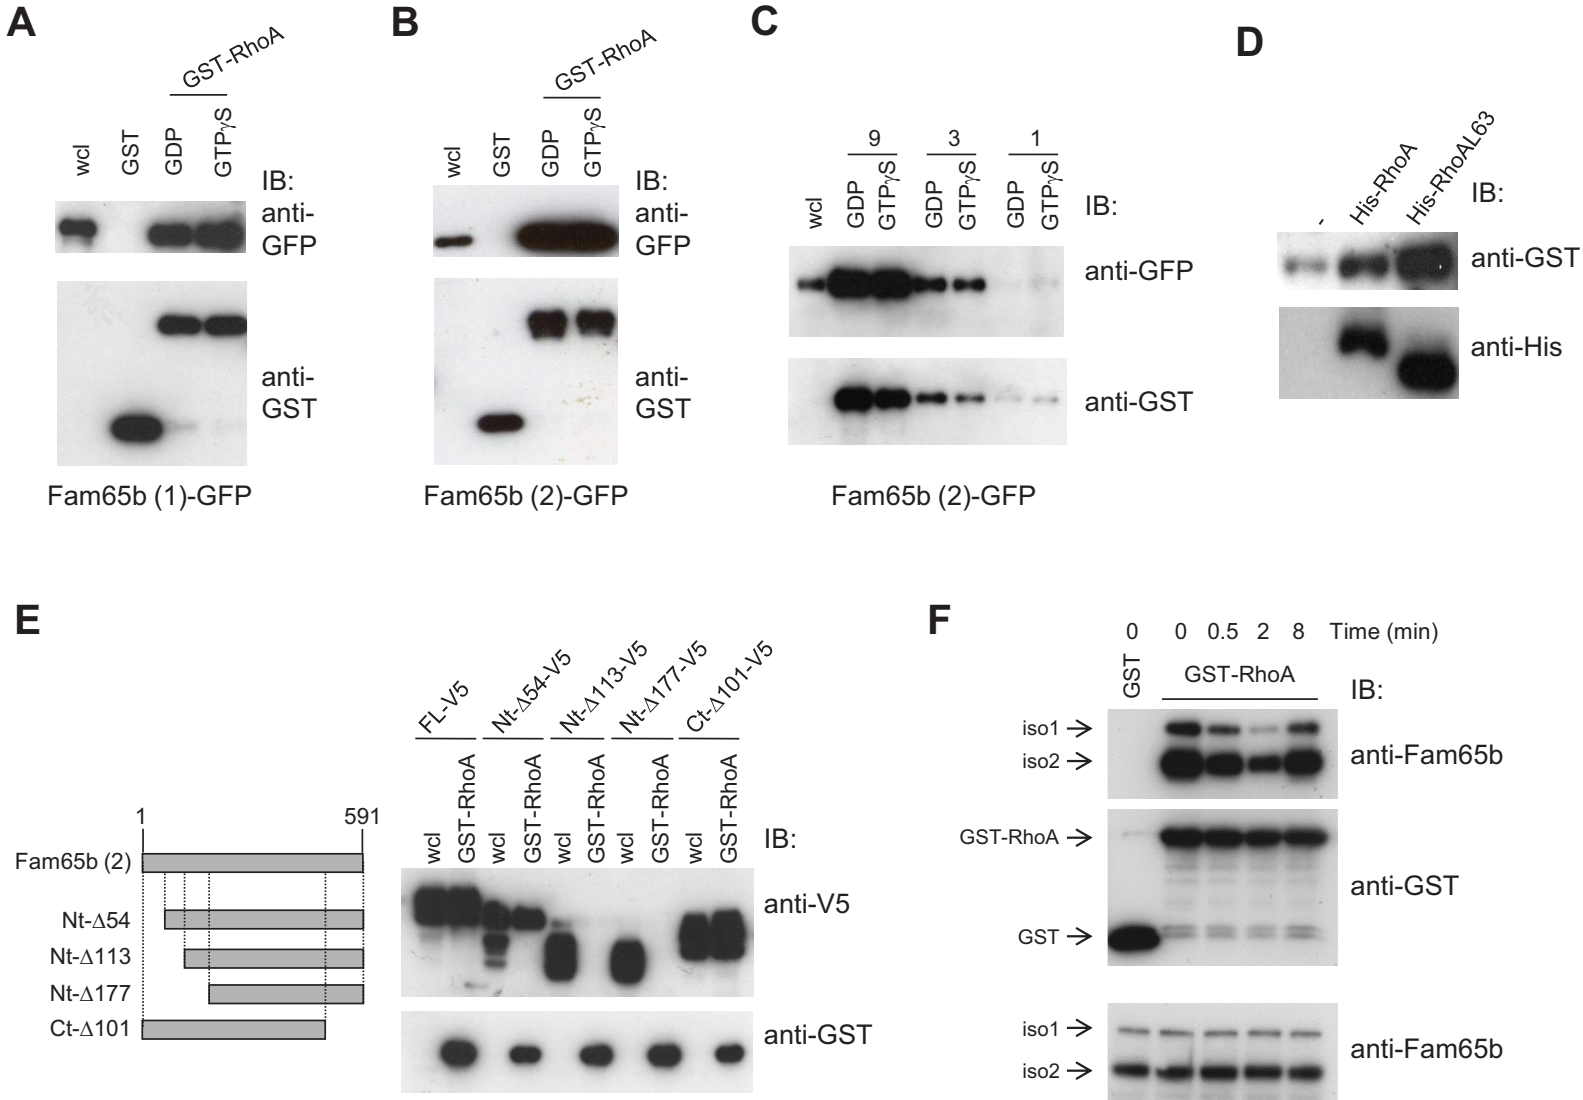 A
GST-RhoA
wcl
GST
GDP
GTPγS
IB:
anti-
GFP
anti-
GST
Fam65b (1)-GFP
B
GST-RhoA
wcl
GST
GDP
GTPγS
IB:
anti-
GFP
anti-
GST
Fam65b (2)-GFP
C
9 3 1
wcl
GDP
GTPγS
GDP
GTPγS
GDP
GTPγS
IB:
anti-GFP
anti-GST
Fam65b (2)-GFP
D
-
His-RhoA
His-RhoAL63
IB:
anti-GST
anti-His
E
1 591
Fam65b (2)
Nt-Δ54
Nt-Δ113
Nt-Δ177
Ct-Δ101
FL-V5
Nt-Δ54-V5
Nt-Δ113-V5
Nt-Δ177-V5
Ct-Δ101-V5
wcl
GST-RhoA
wcl
GST-RhoA
wcl
GST-RhoA
wcl
GST-RhoA
wcl
GST-RhoA
IB:
anti-V5
anti-GST
F
0 0 0.5 2 8 Time (min)
GST
GST-RhoA
IB:
iso1
iso2
anti-Fam65b
GST-RhoA
GST
anti-GST
iso1
iso2
anti-Fam65b